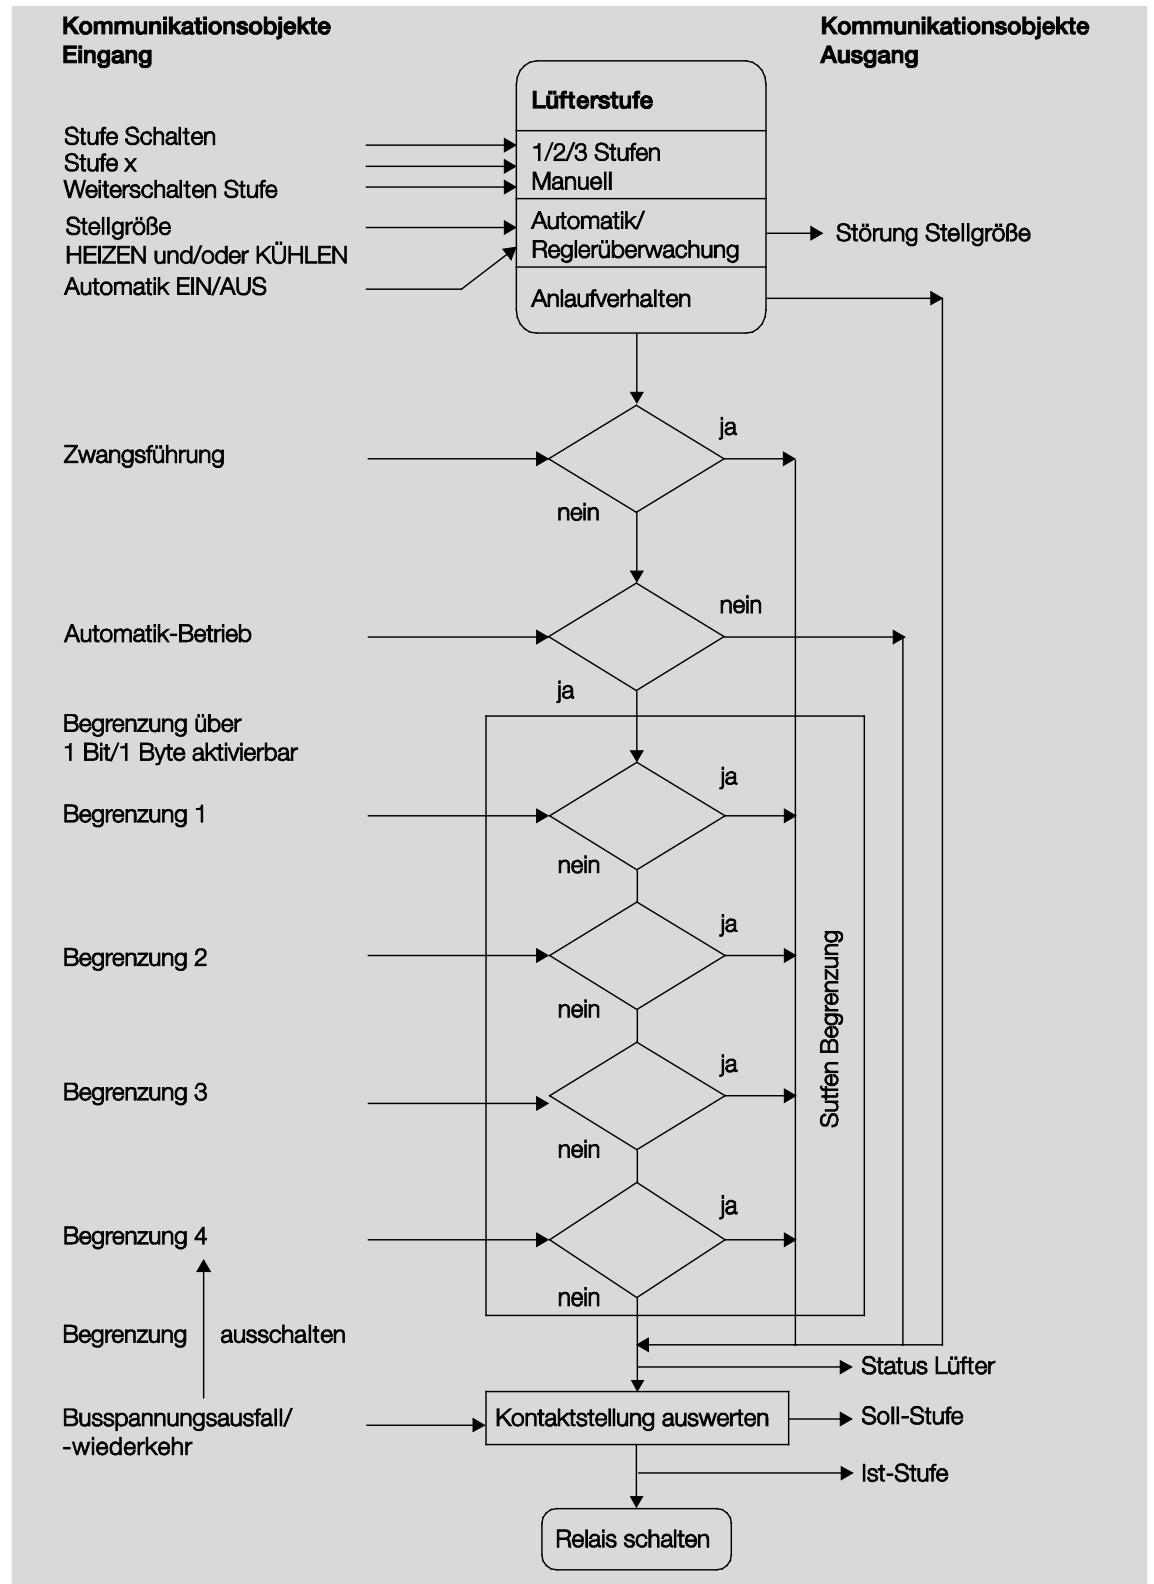 Kommunikationsobjekte
Eingang
Kommunikationsobjekte
Ausgang
Lüfterstufe
Stufe Schalten
Stufe x
Weiterschalten Stufe
1/2/3 Stufen
Manuell
Stellgröße
HEIZEN und/oder KÜHLEN
Automatik EIN/AUS
Automatik/
Reglerüberwachung
Störung Stellgröße
Anlaufverhalten
ja
Zwangsführung
nein
nein
Automatik-Betrieb
ja
Begrenzung über
1 Bit/1 Byte aktivierbar
ja
Begrenzung 1
nein
ja
Begrenzung 2
nein
Sutfen Begrenzung
ja
Begrenzung 3
nein
ja
Begrenzung 4
nein
Begrenzung ausschalten
Status Lüfter
Busspannungsausfall/
-wiederkehr
Kontaktstellung auswerten
Soll-Stufe
Ist-Stufe
Relais schalten